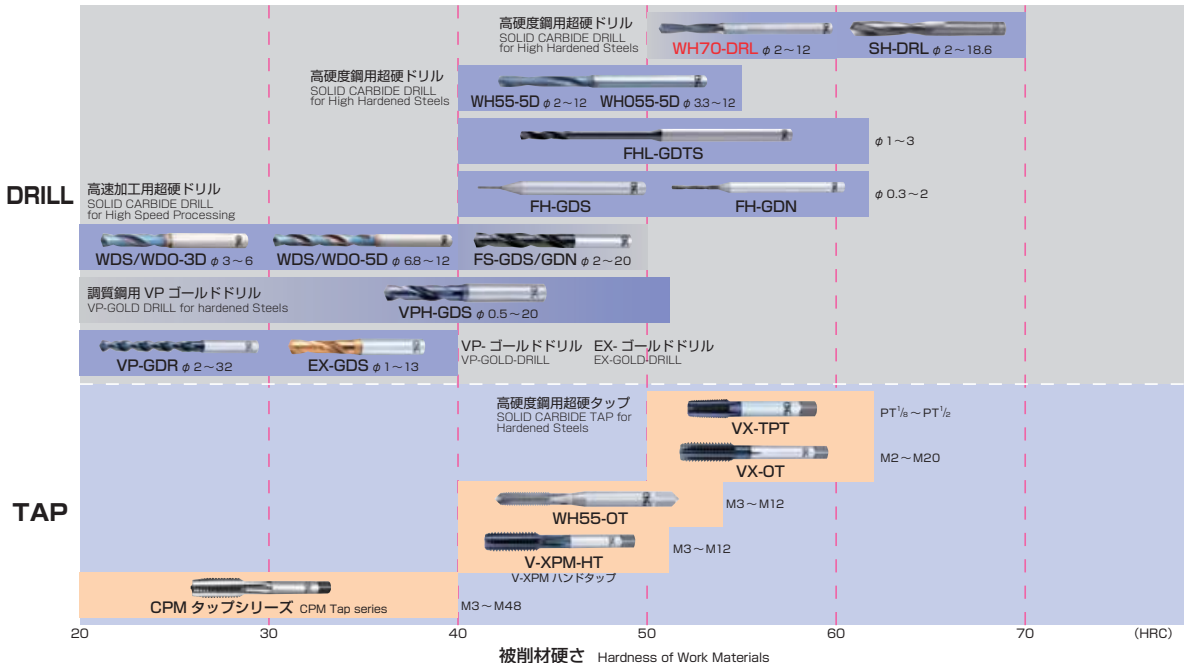 高硬度鋼用超硬ドリル
SOLID CARBIDE DRILL
for High Hardened Steels
WH70-DRL φ2～12
SH-DRL φ2～18.6
高硬度鋼用超硬ドリル
SOLID CARBIDE DRILL
for High Hardened Steels
WH55-5D φ2～12
WHO55-5D φ3.3～12
FHL-GDTS
φ1～3
DRILL
高速加工用超硬ドリル
SOLID CARBIDE DRILL
for High Speed Processing
FH-GDS
FH-GDN
φ0.3～2
WDS/WDO-3D φ3～6
WDS/WDO-5D φ6.8～12
FS-GDS/GDN φ2～20
調質鋼用 VP ゴールドドリル
VP-GOLD DRILL for hardened Steels
VPH-GDS φ0.5～20
VP-GDR φ2～32
EX-GDS φ1～13
VP- ゴールドドリル
VP-GOLD-DRILL
EX- ゴールドドリル
EX-GOLD-DRILL
高硬度鋼用超硬タップ
SOLID CARBIDE TAP for
Hardened Steels
VX-TPT
PT1/8～PT1/2
VX-OT
M2～M20
TAP
WH55-OT
M3～M12
V-XPM-HT
M3～M12
V-XPM ハンドタップ
CPM タップシリーズ CPM Tap series
M3～M48
20 30 40 50 60 70 (HRC)
被削材硬さ Hardness of Work Materials